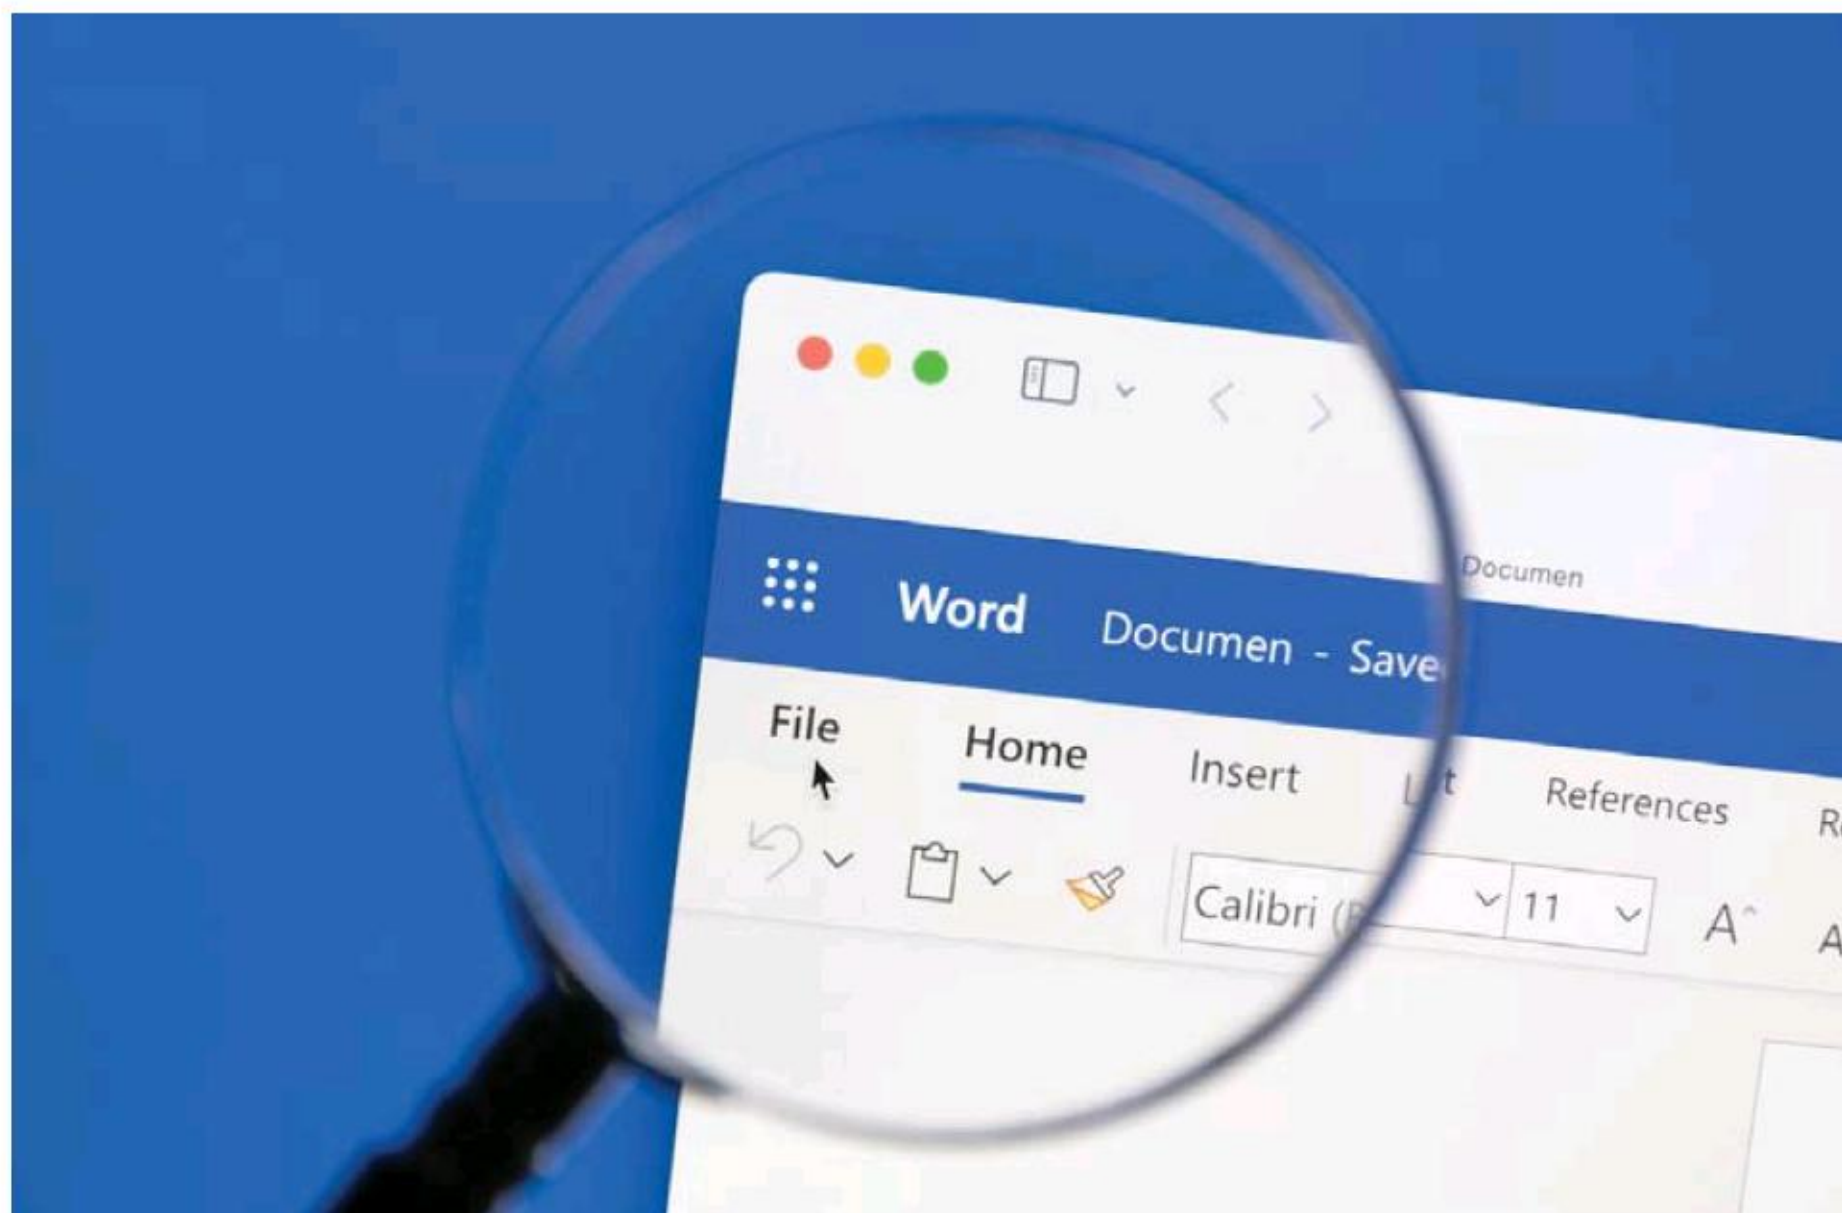 Documen
Word Documen - Save
File Home Insert References
Calibri 11 A
A